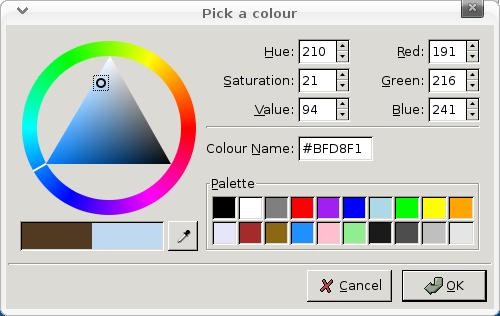 Pick a colour
Hue: 210 Red: 191
Saturation: 21 Green: 216
Value: 94 Blue: 241
Colour Name: #BFD8F1
Palette
Cancel OK